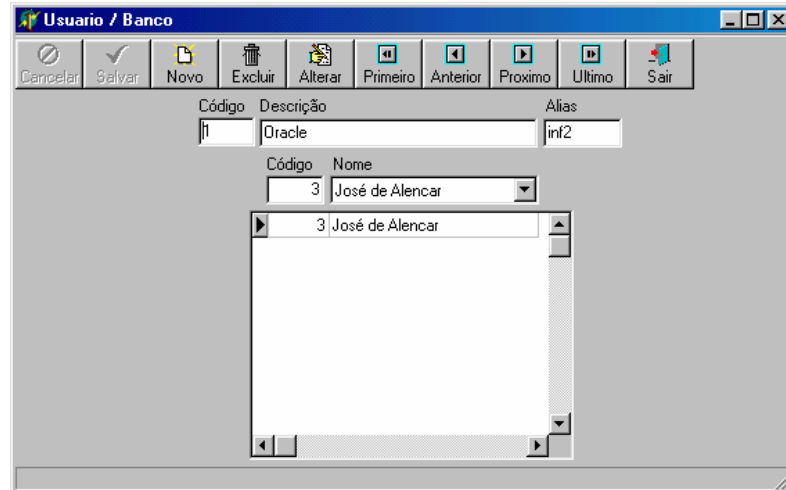 Usuario / Banco
Cancelar Salvar Novo Excluir Alterar Primeiro Anterior Proximo Ultimo Sair
Código Descrição Alias
1 Oracle inf2
Código Nome
3 José de Alencar
3 José de Alencar